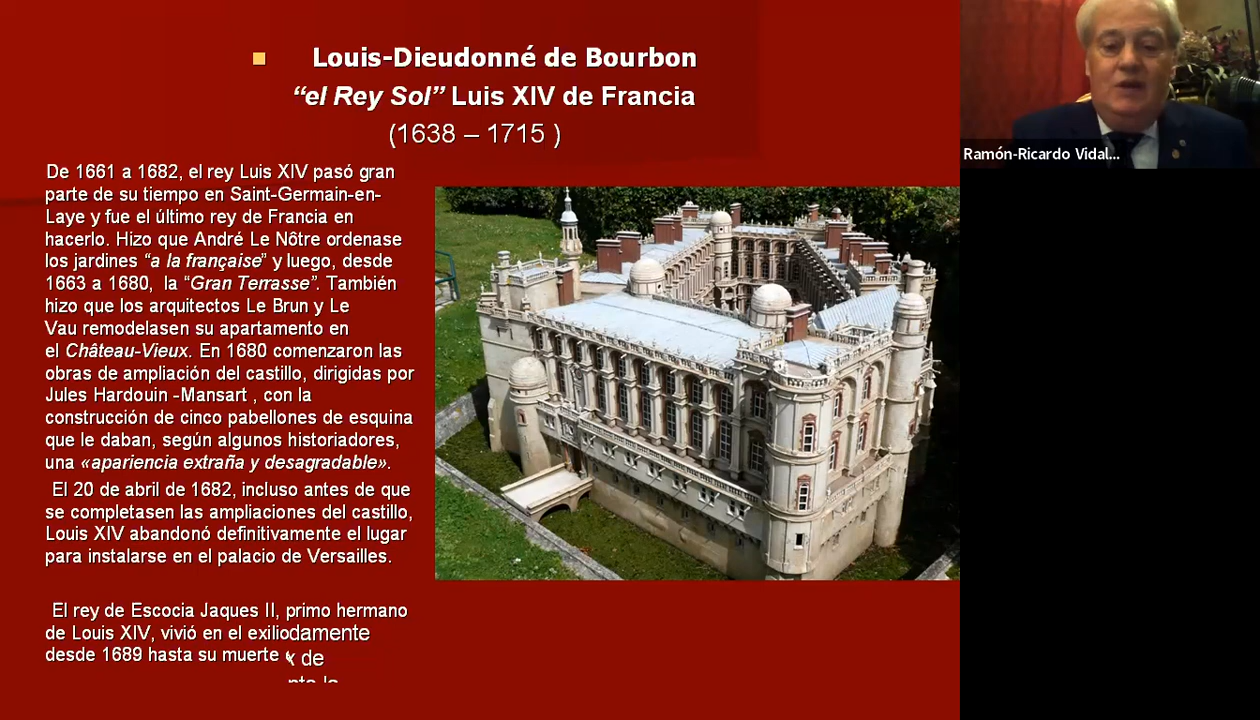 Louis-Dieudonné de Bourbon
“el Rey Sol” Luis XIV de Francia
(1638 – 1715 )
De 1661 a 1682, el rey Luis XIV pasó gran
parte de su tiempo en Saint-Germain-en-
Laye y fue el último rey de Francia en
hacerlo. Hizo que André Le Nôtre ordenase
los jardines “a la française” y luego, desde
1663 a 1680, la “Gran Terrasse”. También
hizo que los arquitectos Le Brun y Le
Vau remodelasen su apartamento en
el Château-Vieux. En 1680 comenzaron las
obras de ampliación del castillo, dirigidas por
Jules Hardouin -Mansart , con la
construcción de cinco pabellones de esquina
que le daban, según algunos historiadores,
una «apariencia extraña y desagradable».
El 20 de abril de 1682, incluso antes de que
se completasen las ampliaciones del castillo,
Louis XIV abandonó definitivamente el lugar
para instalarse en el palacio de Versailles.
El rey de Escocia Jaques II, primo hermano
de Louis XIV, vivió en el exiliodamente
desde 1689 hasta su muerte
de
Ramón-Ricardo Vidal...